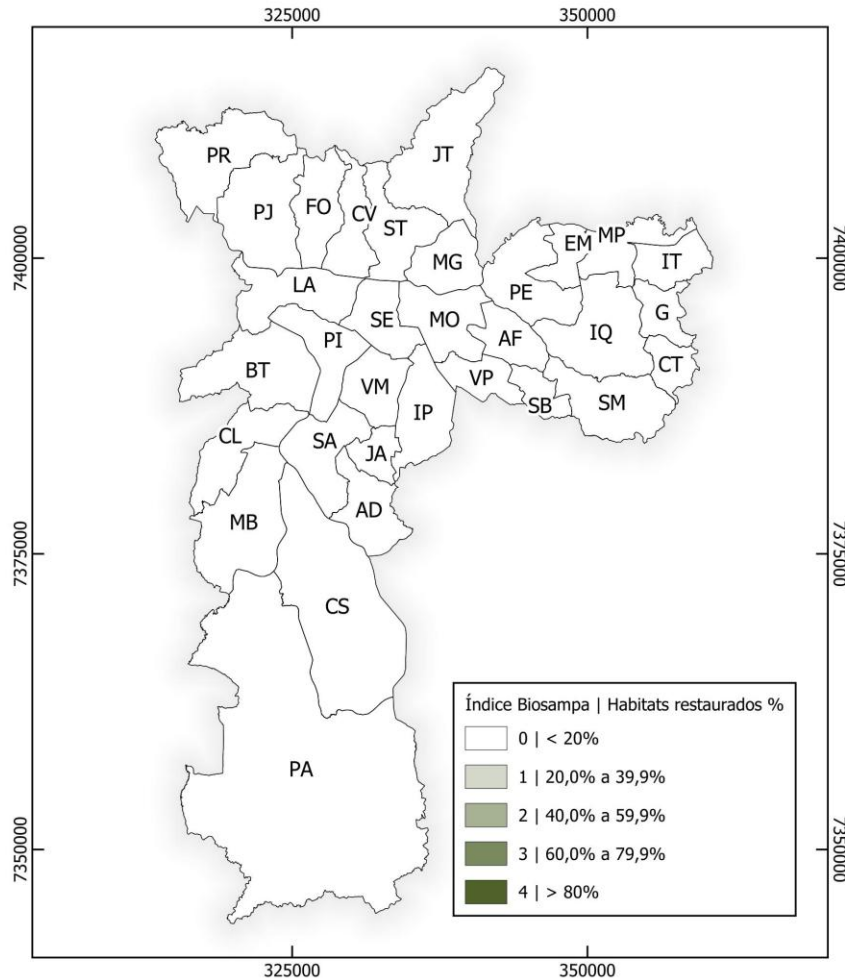 325000
350000
PR
JT
PJ
FO
CV
ST
EM
MP
7400000
7400000
MG
IT
LA
PE
SE
MO
G
PI
AF
IQ
BT
VM
VP
CT
IP
SB
SM
CL
SA
JA
MB
AD
7375000
7375000
CS
Índice Biosampa | Habitats restaurados %
0 | < 20%
PA
1 | 20,0% a 39,9%
2 | 40,0% a 59,9%
7350000
7350000
3 | 60,0% a 79,9%
4 | > 80%
325000
350000